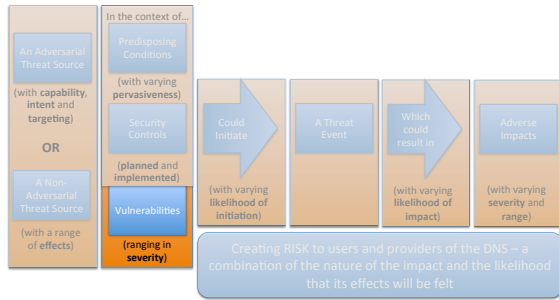 An Adversarial
Threat Source
(with capability,
intent and
targeting)
OR
A Non-
Adversarial
Threat Source
(with a range
of effects)
In the context of…
Predisposing
Conditions
(with varying
pervasiveness)
Security
Controls
(planned and
implemented)
Vulnerabilities
(ranging in
severity)
Could
Initiate
(with varying
likelihood of
initiation)
A Threat
Event
Which
could
result in
(with varying
likelihood of
impact)
Adverse
Impacts
(with varying
severity and
range)
Creating RISK to users and providers of the DNS – a
combination of the nature of the impact and the likelihood
that its effects will be felt